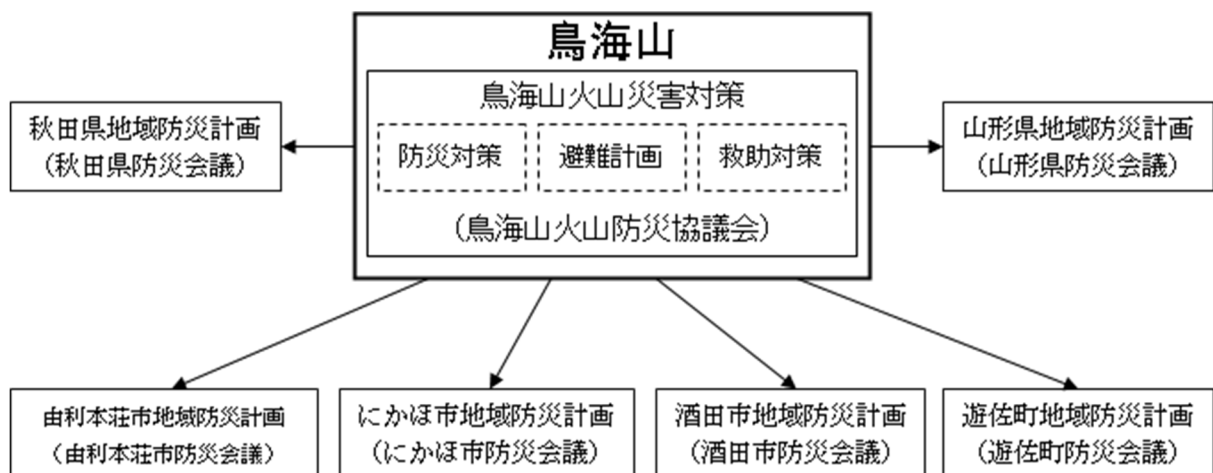 鳥海山
鳥海山火山災害対策
防災対策
避難計画
救助対策
(鳥海山火山防災協議会)
秋田県地域防災計画
(秋田県防災会議)
山形県地域防災計画
(山形県防災会議)
由利本荘市地域防災計画
(由利本荘市防災会議)
にかほ市地域防災計画
(にかほ市防災会議)
酒田市地域防災計画
(酒田市防災会議)
遊佐町地域防災計画
(遊佐町防災会議)